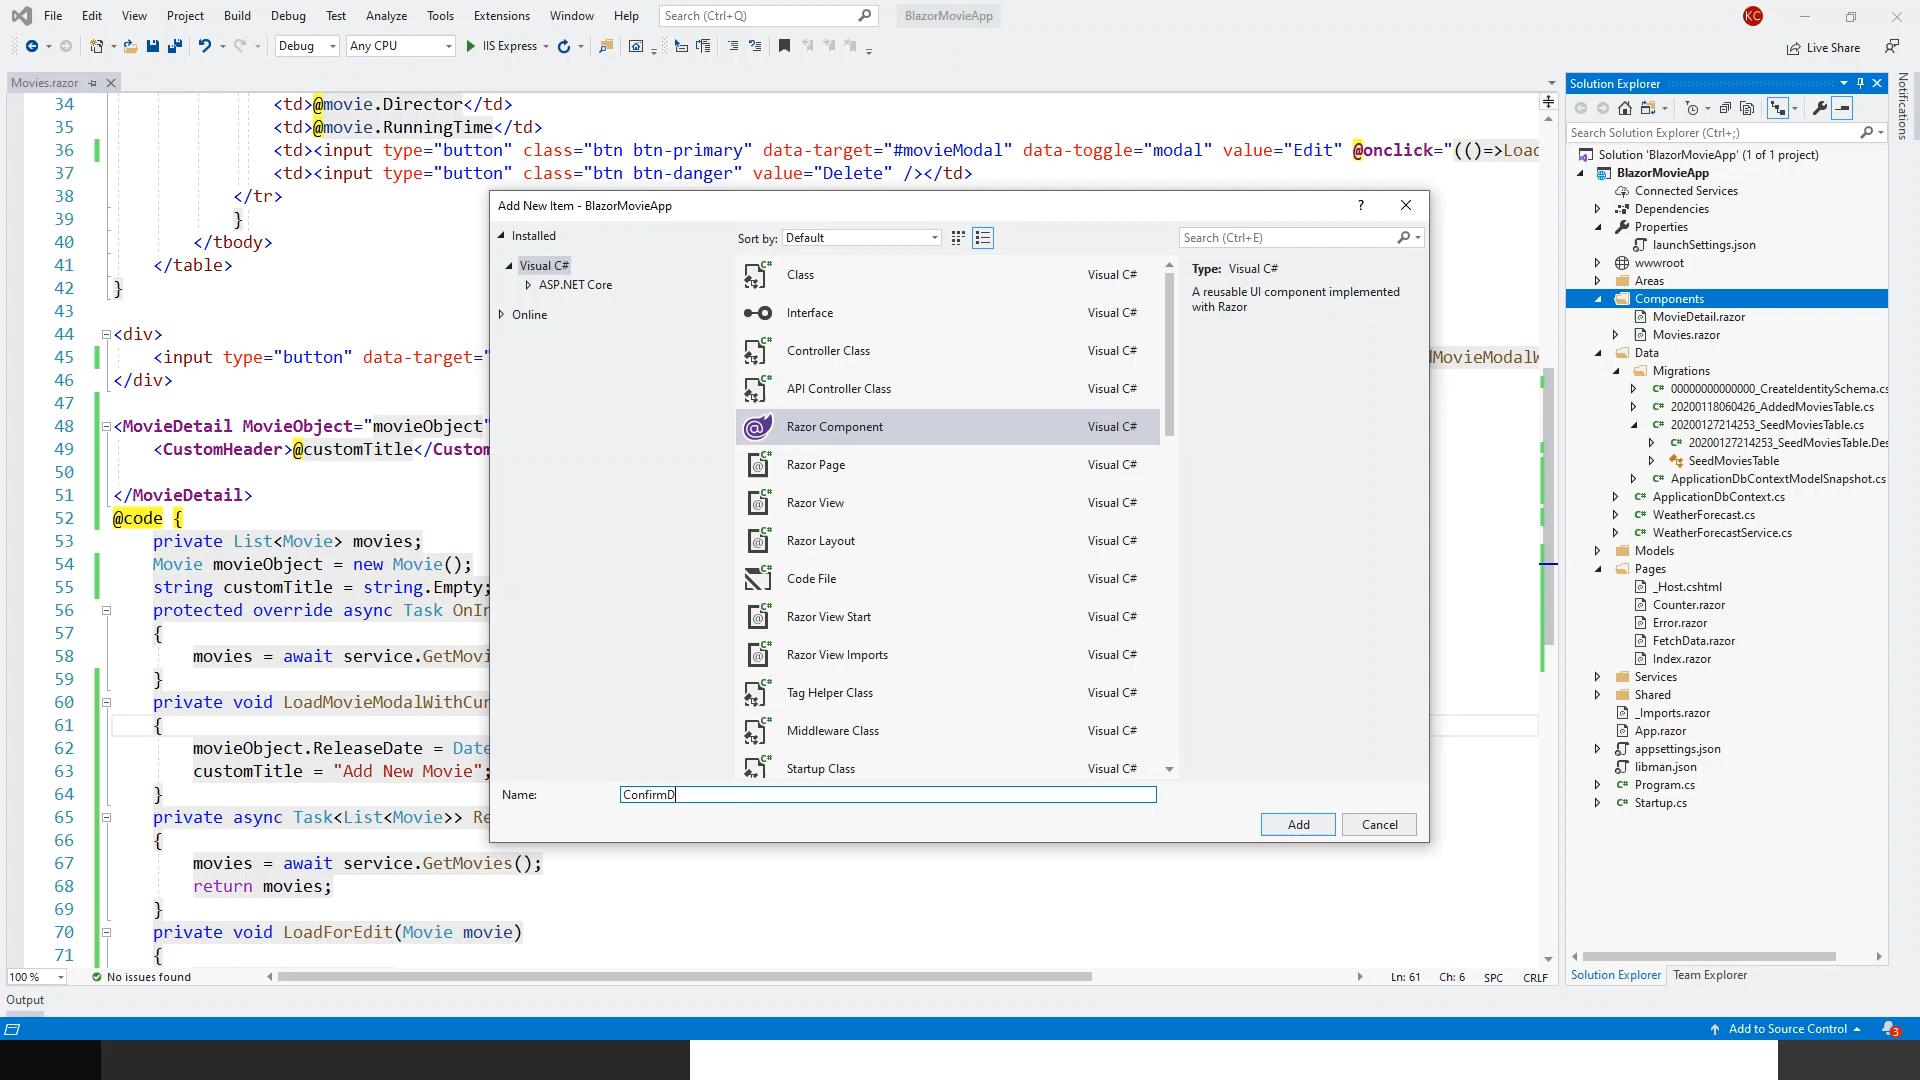 File Edit View Project Build Debug Test Analyze Tools Extensions Window Help Search (Ctrl+Q) BlazorMovieApp KC
Debug Any CPU IIS Express Live Share
Movies.razor
34 <td>@movie.Director</td>
35 <td>@movie.RunningTime</td>
36 <td><input type="button" class="btn btn-primary" data-target="#movieModal" data-toggle="modal" value="Edit" @onclick="(()=>Loa
37 <td><input type="button" class="btn btn-danger" value="Delete" /></td>
38 </tr>
39 }
40 </tbody>
41 </table>
42 }
43
44 <div>
45 <input type="button" data-target=" dMovieModalW
46 </div>
47
48 <MovieDetail MovieObject="movieObject"
49 <CustomHeader>@customTitle</Custom
50
51 </MovieDetail>
52 @code {
53 private List<Movie> movies;
54 Movie movieObject = new Movie();
55 string customTitle = string.Empty;
56 protected override async Task OnIn
57 {
58 movies = await service.GetMovi
59 }
60 private void LoadMovieModalWithCur
61 {
62 movieObject.ReleaseDate = Date
63 customTitle = "Add New Movie";
64 }
65 private async Task<List<Movie>> Re
66 {
67 movies = await service.GetMovies();
68 return movies;
69 }
70 private void LoadForEdit(Movie movie)
71 {
100 % No issues found Ln: 61 Ch: 6 SPC CRLF
Output
Add to Source Control 3
Add New Item - BlazorMovieApp ?
Installed
Visual C#
ASP.NET Core
Online
Sort by: Default
Search (Ctrl+E)
Class Visual C#
Interface Visual C#
Controller Class Visual C#
API Controller Class Visual C#
Razor Component Visual C#
Razor Page Visual C#
Razor View Visual C#
Razor Layout Visual C#
Code File Visual C#
Razor View Start Visual C#
Razor View Imports Visual C#
Tag Helper Class Visual C#
Middleware Class Visual C#
Startup Class Visual C#
Type: Visual C#
A reusable UI component implemented
with Razor
Name: ConfirmD
Add Cancel
Solution Explorer
Search Solution Explorer (Ctrl+;)
Solution 'BlazorMovieApp' (1 of 1 project)
BlazorMovieApp
Connected Services
Dependencies
Properties
launchSettings.json
wwwroot
Areas
Components
MovieDetail.razor
Movies.razor
Data
Migrations
00000000000000_CreateIdentitySchema.cs
20200118060426_AddedMoviesTable.cs
20200127214253_SeedMoviesTable.cs
20200127214253_SeedMoviesTable.Des
SeedMoviesTable
ApplicationDbContextModelSnapshot.cs
ApplicationDbContext.cs
WeatherForecast.cs
WeatherForecastService.cs
Models
Pages
_Host.cshtml
Counter.razor
Error.razor
FetchData.razor
Index.razor
Services
Shared
_Imports.razor
App.razor
appsettings.json
libman.json
Program.cs
Startup.cs
Solution Explorer Team Explorer
Notifications